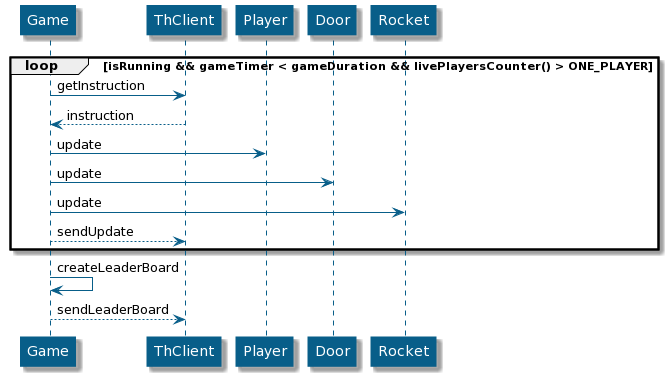 Game ThClient Player Door Rocket
loop [isRunning && gameTimer < gameDuration && livePlayersCounter() > ONE_PLAYER]
getInstruction
instruction
update
update
update
sendUpdate
createLeaderBoard
sendLeaderBoard
Game ThClient Player Door Rocket